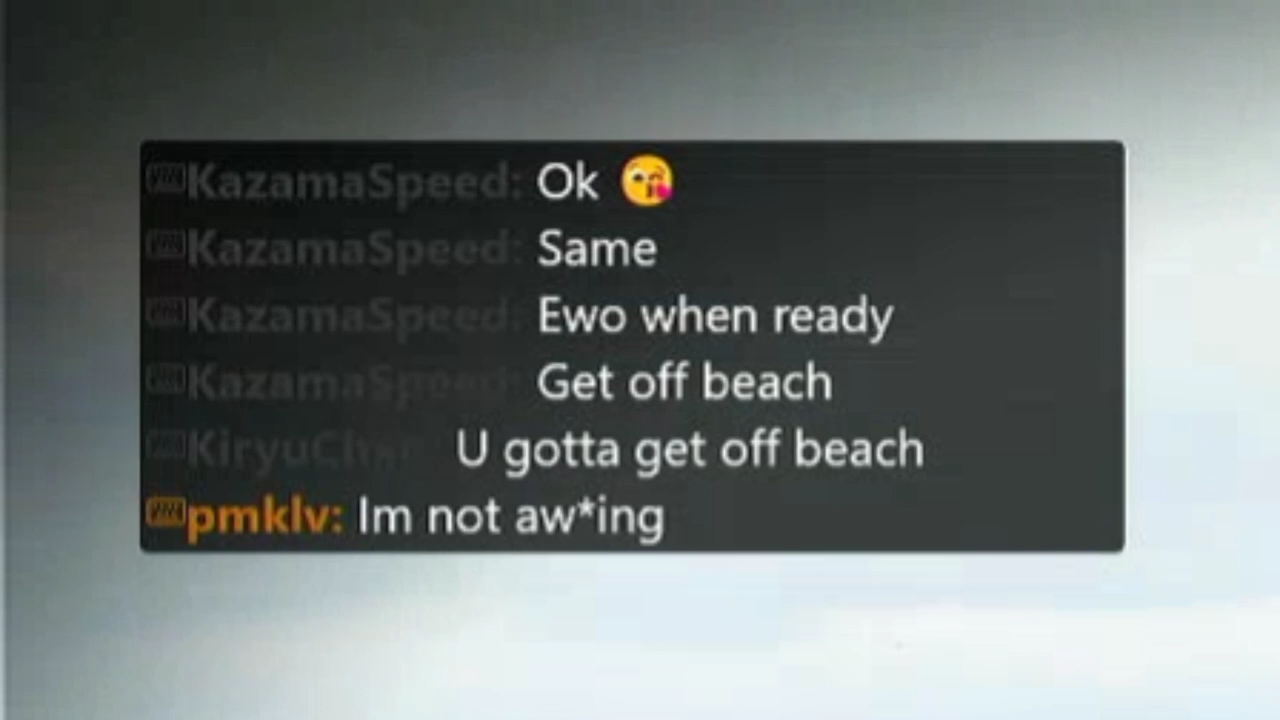 KazamaSpeed: Ok 😘
KazamaSpeed: Same
KazamaSpeed: Ewo when ready
KazamaSpeed: Get off beach
U gotta get off beach
pmklv: Im not aw*ing